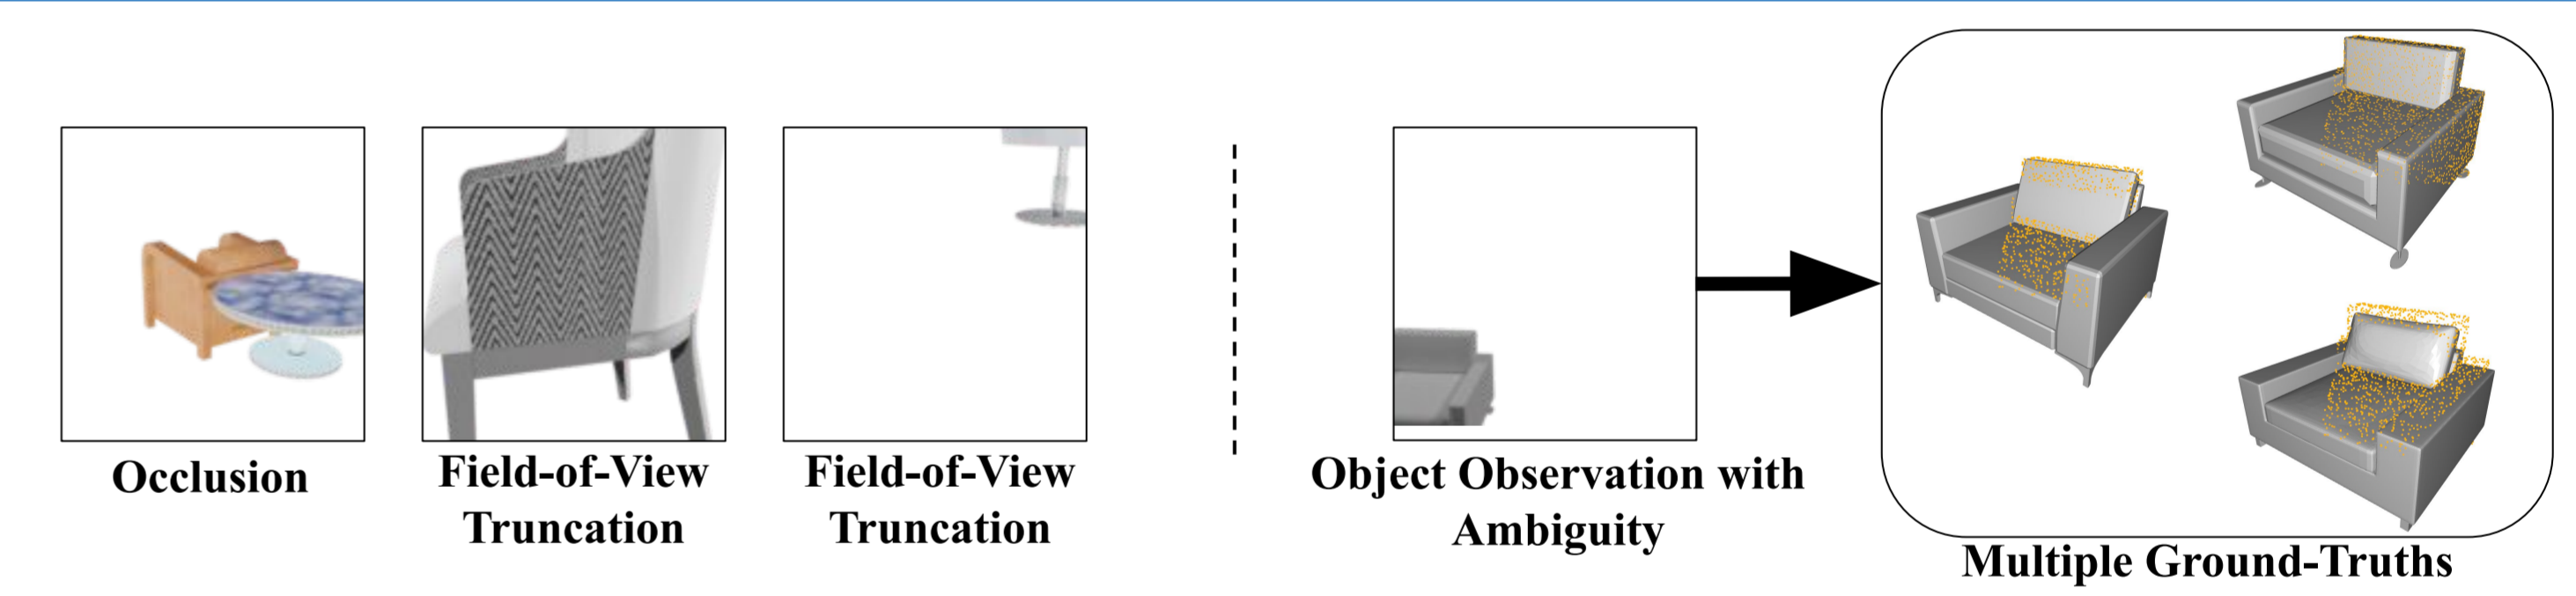 Occlusion
Field-of-View
Truncation
Field-of-View
Truncation
Object Observation with
Ambiguity
Multiple Ground-Truths